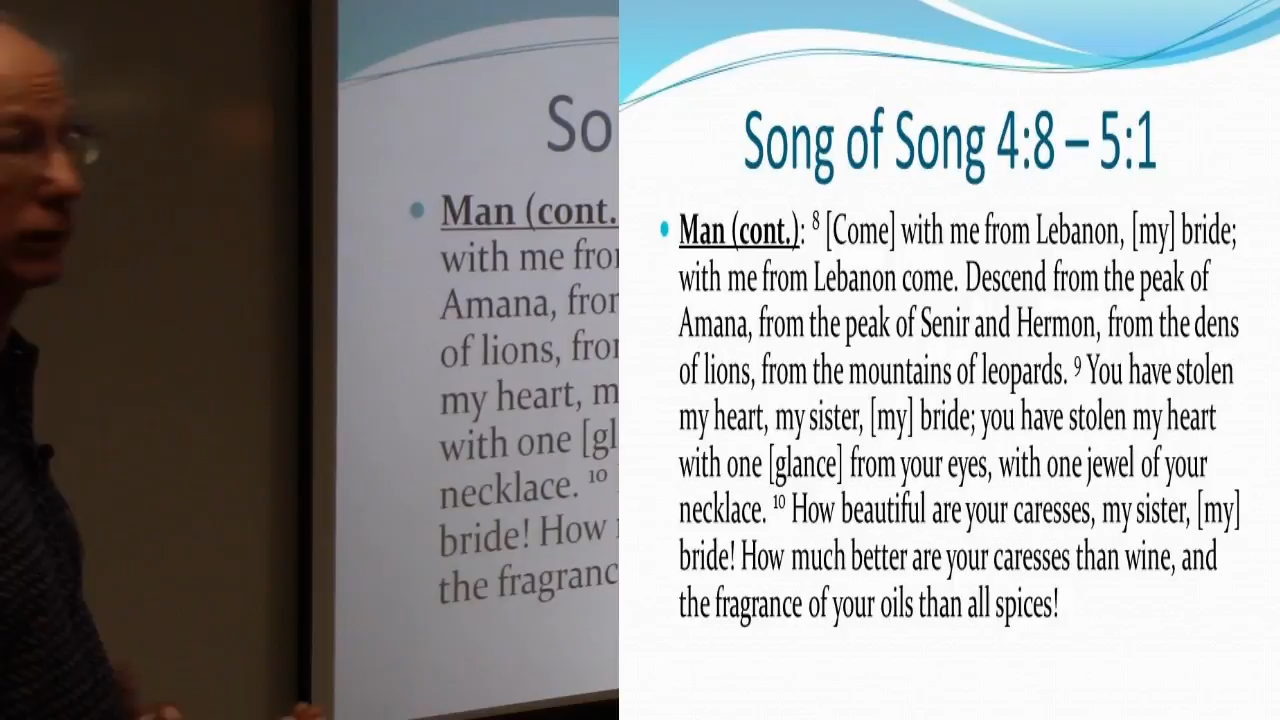 So
Man (cont.
with me fro
Amana, fro
of lions, fro
my heart, m
with one [gl
necklace. ¹⁰
bride! How
the fragranc
Song of Song 4:8 – 5:1
• Man (cont.): ⁸ [Come] with me from Lebanon, [my] bride;
with me from Lebanon come. Descend from the peak of
Amana, from the peak of Senir and Hermon, from the dens
of lions, from the mountains of leopards. ⁹ You have stolen
my heart, my sister, [my] bride; you have stolen my heart
with one [glance] from your eyes, with one jewel of your
necklace. ¹⁰ How beautiful are your caresses, my sister, [my]
bride! How much better are your caresses than wine, and
the fragrance of your oils than all spices!